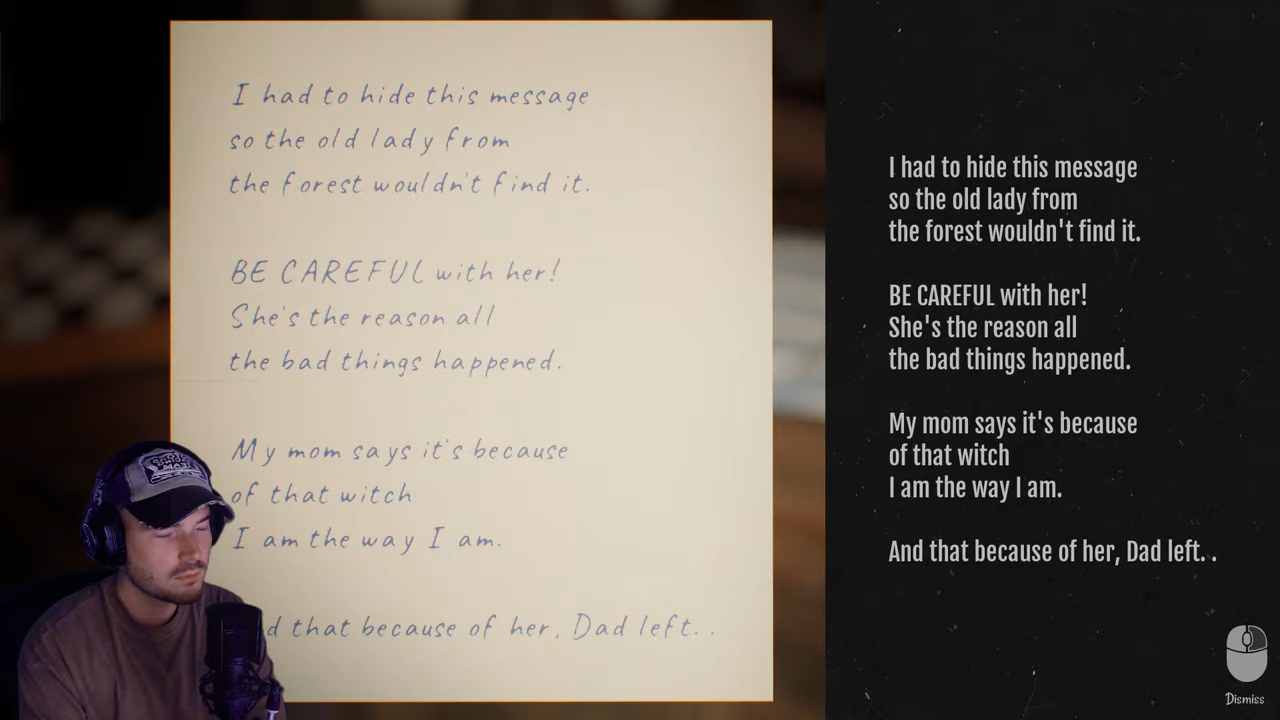 I had to hide this message
so the old lady from
the forest wouldn't find it.
BE CAREFUL with her!
She's the reason all
the bad things happened.
My mom says it's because
of that witch
I am the way I am.
d that because of her, Dad left. .
I had to hide this message
so the old lady from
the forest wouldn't find it.
BE CAREFUL with her!
She's the reason all
the bad things happened.
My mom says it's because
of that witch
I am the way I am.
And that because of her, Dad left. .
Dismiss